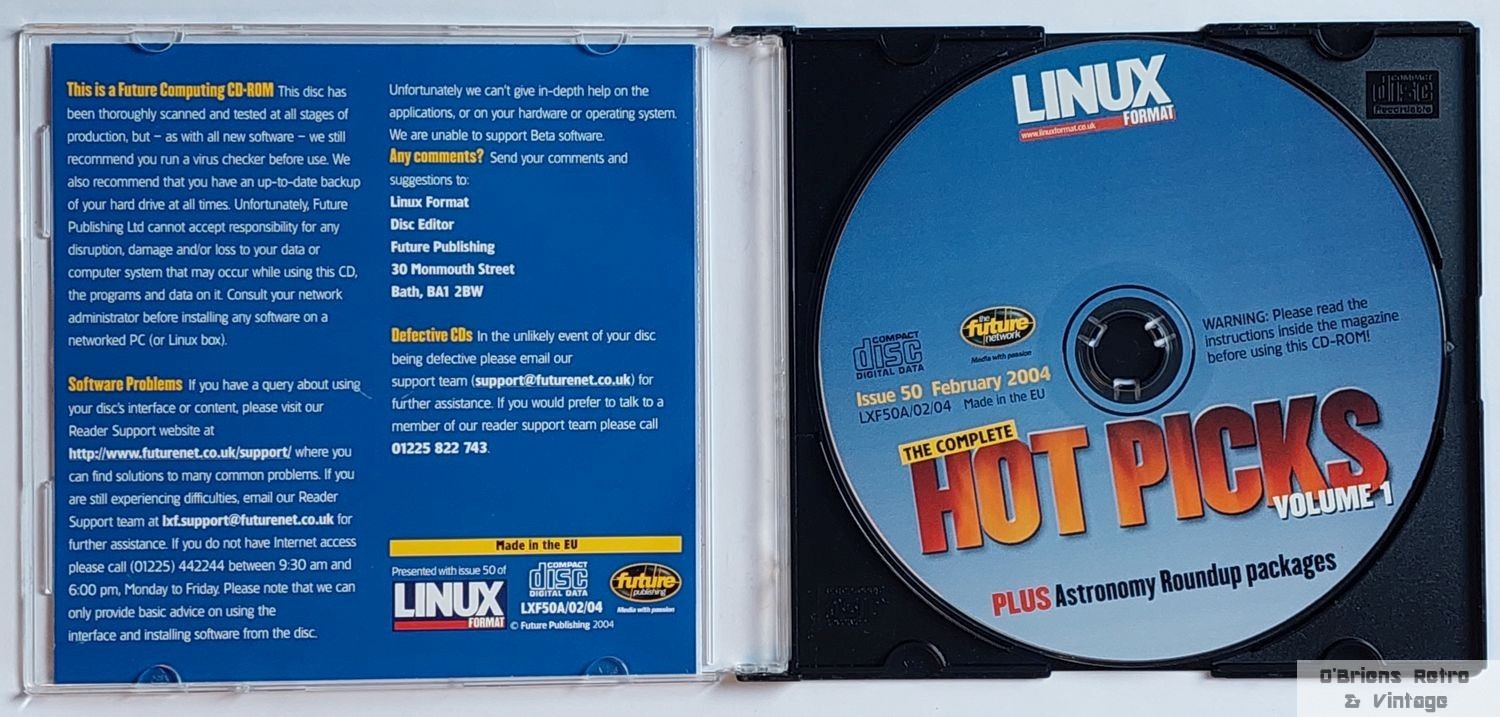 This is a Future Computing CD-ROM This disc has
been thoroughly scanned and tested at all stages of
production, but – as with all new software – we still
recommend you run a virus checker before use. We
also recommend that you have an up-to-date backup
of your hard drive at all times. Unfortunately, Future
Publishing Ltd cannot accept responsibility for any
disruption, damage and/or loss to your data or
computer system that may occur while using this CD,
the programs and data on it. Consult your network
administrator before installing any software on a
networked PC (or Linux box).
Software Problems If you have a query about using
your disc's interface or content, please visit our
Reader Support website at
http://www.futurenet.co.uk/support/ where you
can find solutions to many common problems. If you
are still experiencing difficulties, email our Reader
Support team at lxf.support@futurenet.co.uk for
further assistance. If you do not have Internet access
please call (01225) 442244 between 9:30 am and
6:00 pm, Monday to Friday. Please note that we can
only provide basic advice on using the
interface and installing software from the disc.
Unfortunately we can't give in-depth help on the
applications, or on your hardware or operating system.
We are unable to support Beta software.
Any comments? Send your comments and
suggestions to:
Linux Format
Disc Editor
Future Publishing
30 Monmouth Street
Bath, BA1 2BW
Defective CDs In the unlikely event of your disc
being defective please email our
support team (support@futurenet.co.uk) for
further assistance. If you would prefer to talk to a
member of our reader support team please call
01225 822 743.
Made in the EU
Presented with issue 50 of
LINUX
FORMAT
COMPACT
disc
DIGITAL DATA
LXF50A/02/04
© Future Publishing 2004
future
publishing
Media with passion
LINUX
FORMAT
www.linuxformat.co.uk
COMPACT
disc
Recordable
COMPACT
disc
DIGITAL DATA
the
future
network
Media with passion
WARNING: Please read the
instructions inside the magazine
before using this CD-ROM!
Issue 50 February 2004
LXF50A/02/04 Made in the EU
THE COMPLETE
HOT PICKS
VOLUME 1
PLUS Astronomy Roundup packages
O'Briens Retro
& Vintage